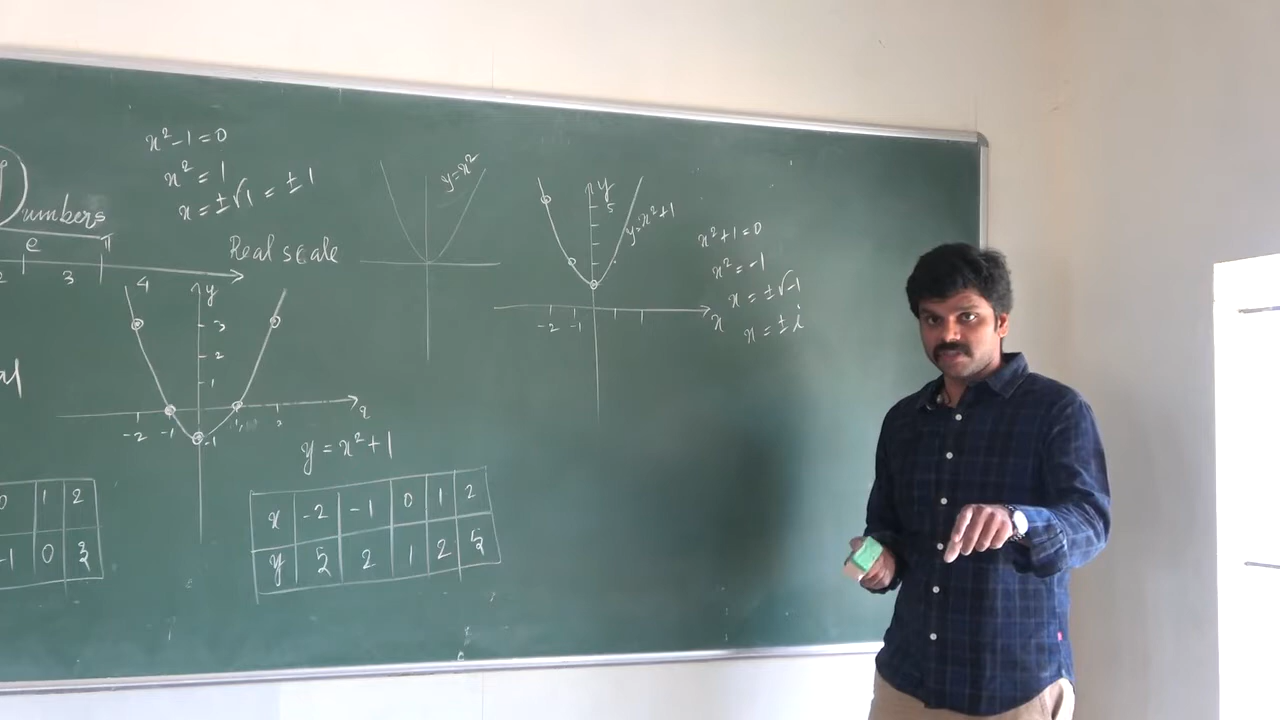 x²-1=0
x²=1
x=±√1=±1
Numbers
e π
2 3 4
Real scale
y
3
2
1
-2 -1 1 2
-1
x
0 1 2
-1 0 3
y=x²+1
x -2 -1 0 1 2
y 5 2 1 2 5
y=x²
y
5
y=x²+1
-2 -1
x
x²+1=0
x²=-1
x=±√-1
x=±i